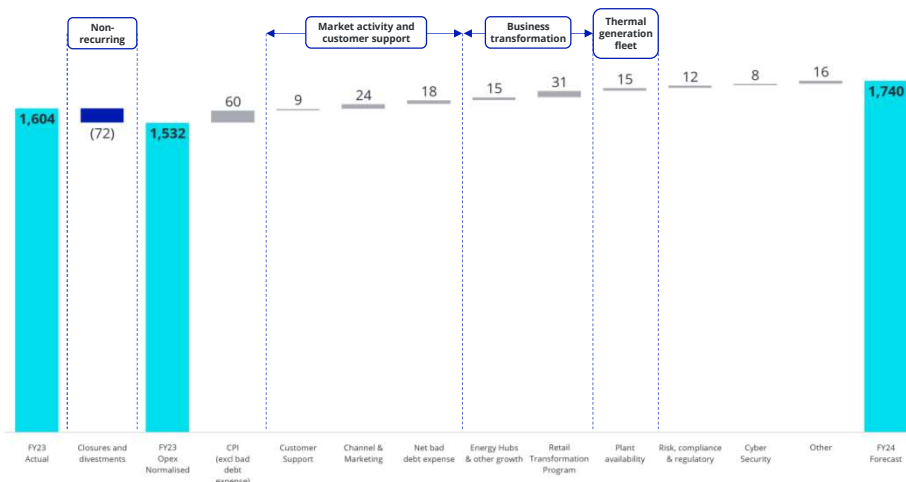 Non-
recurring
Market activity and
customer support
Business
transformation
Thermal
generation
fleet
1,604
(72)
1,532
60
9
24
18
15
31
15
12
8
16
1,740
FY23
Actual
Closures and
divestments
FY23
Opex
Normalised
CPI
(excl bad
debt
expense)
Customer
Support
Channel &
Marketing
Net bad
debt expense
Energy Hubs
& other growth
Retail
Transformation
Program
Plant
availability
Risk, compliance
& regulatory
Cyber
Security
Other
FY24
Forecast